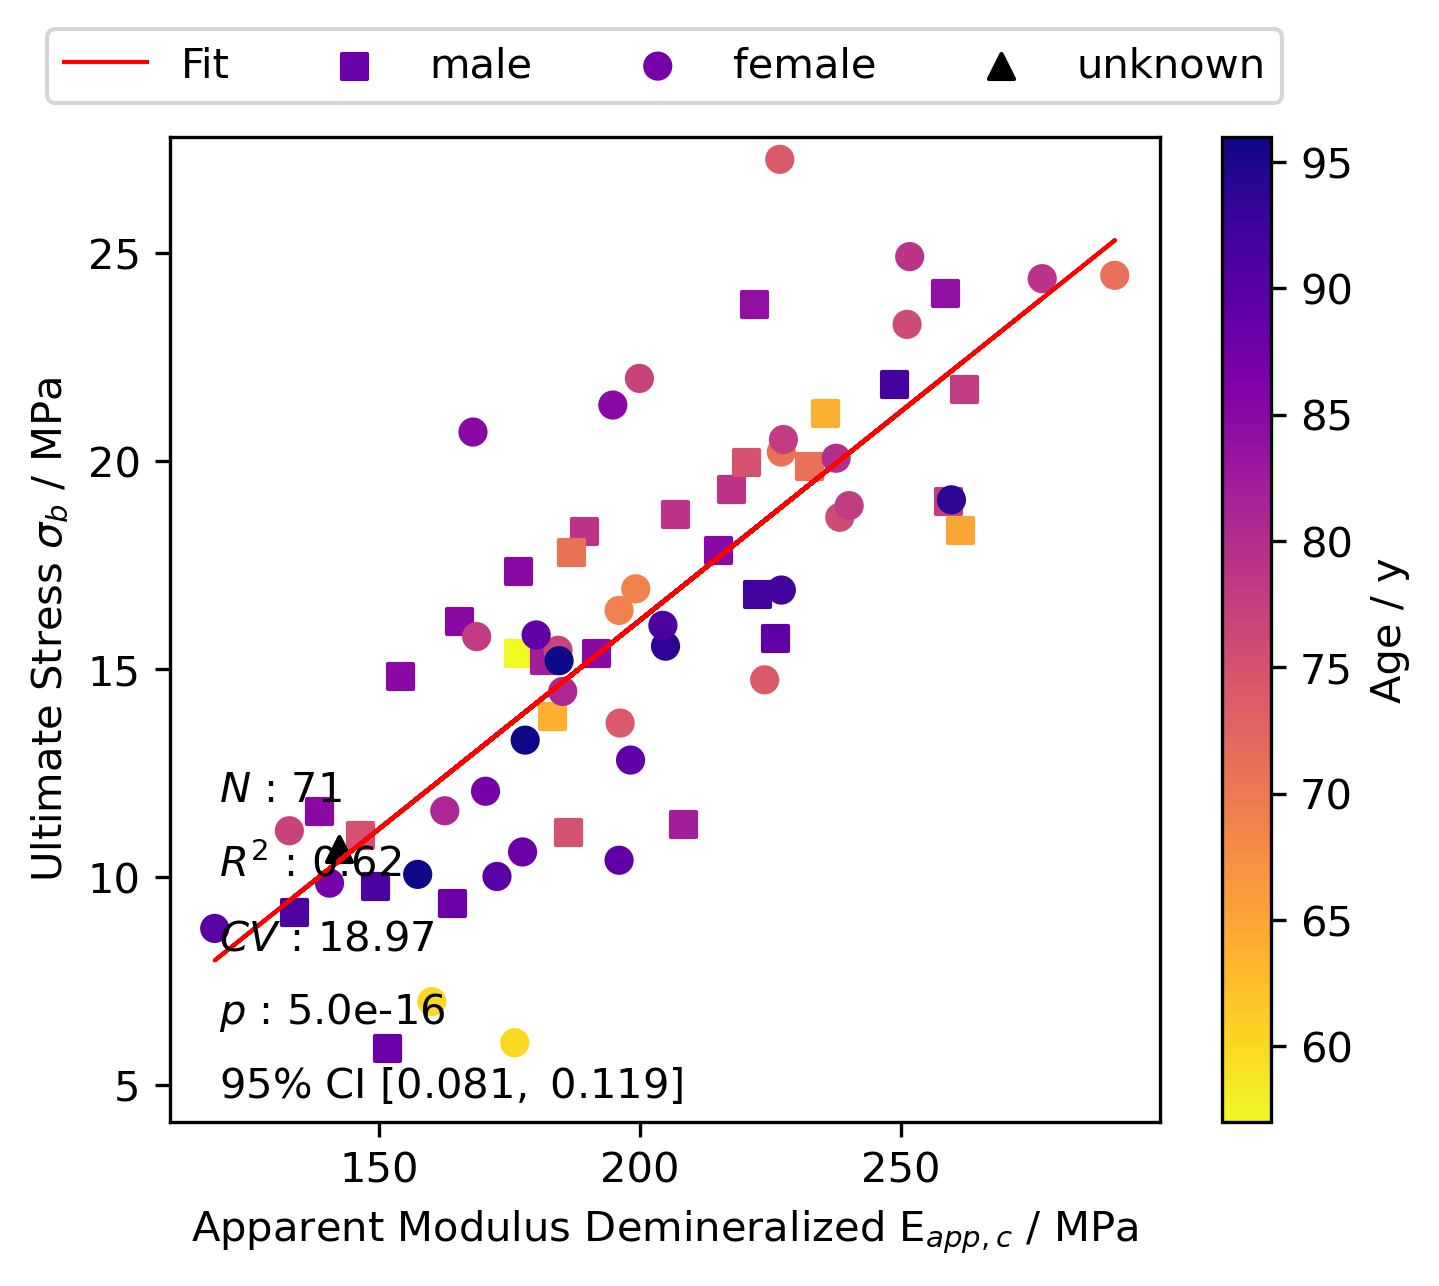 Fit male female unknown
25
20
15
10
5
Ultimate Stress σb / MPa
N : 71
R² : 0.62
CV : 18.97
p : 5.0e-16
95% CI [0.081, 0.119]
150 200 250
Apparent Modulus Demineralized Eapp, c / MPa
95
90
85
80
75
70
65
60
Age / y